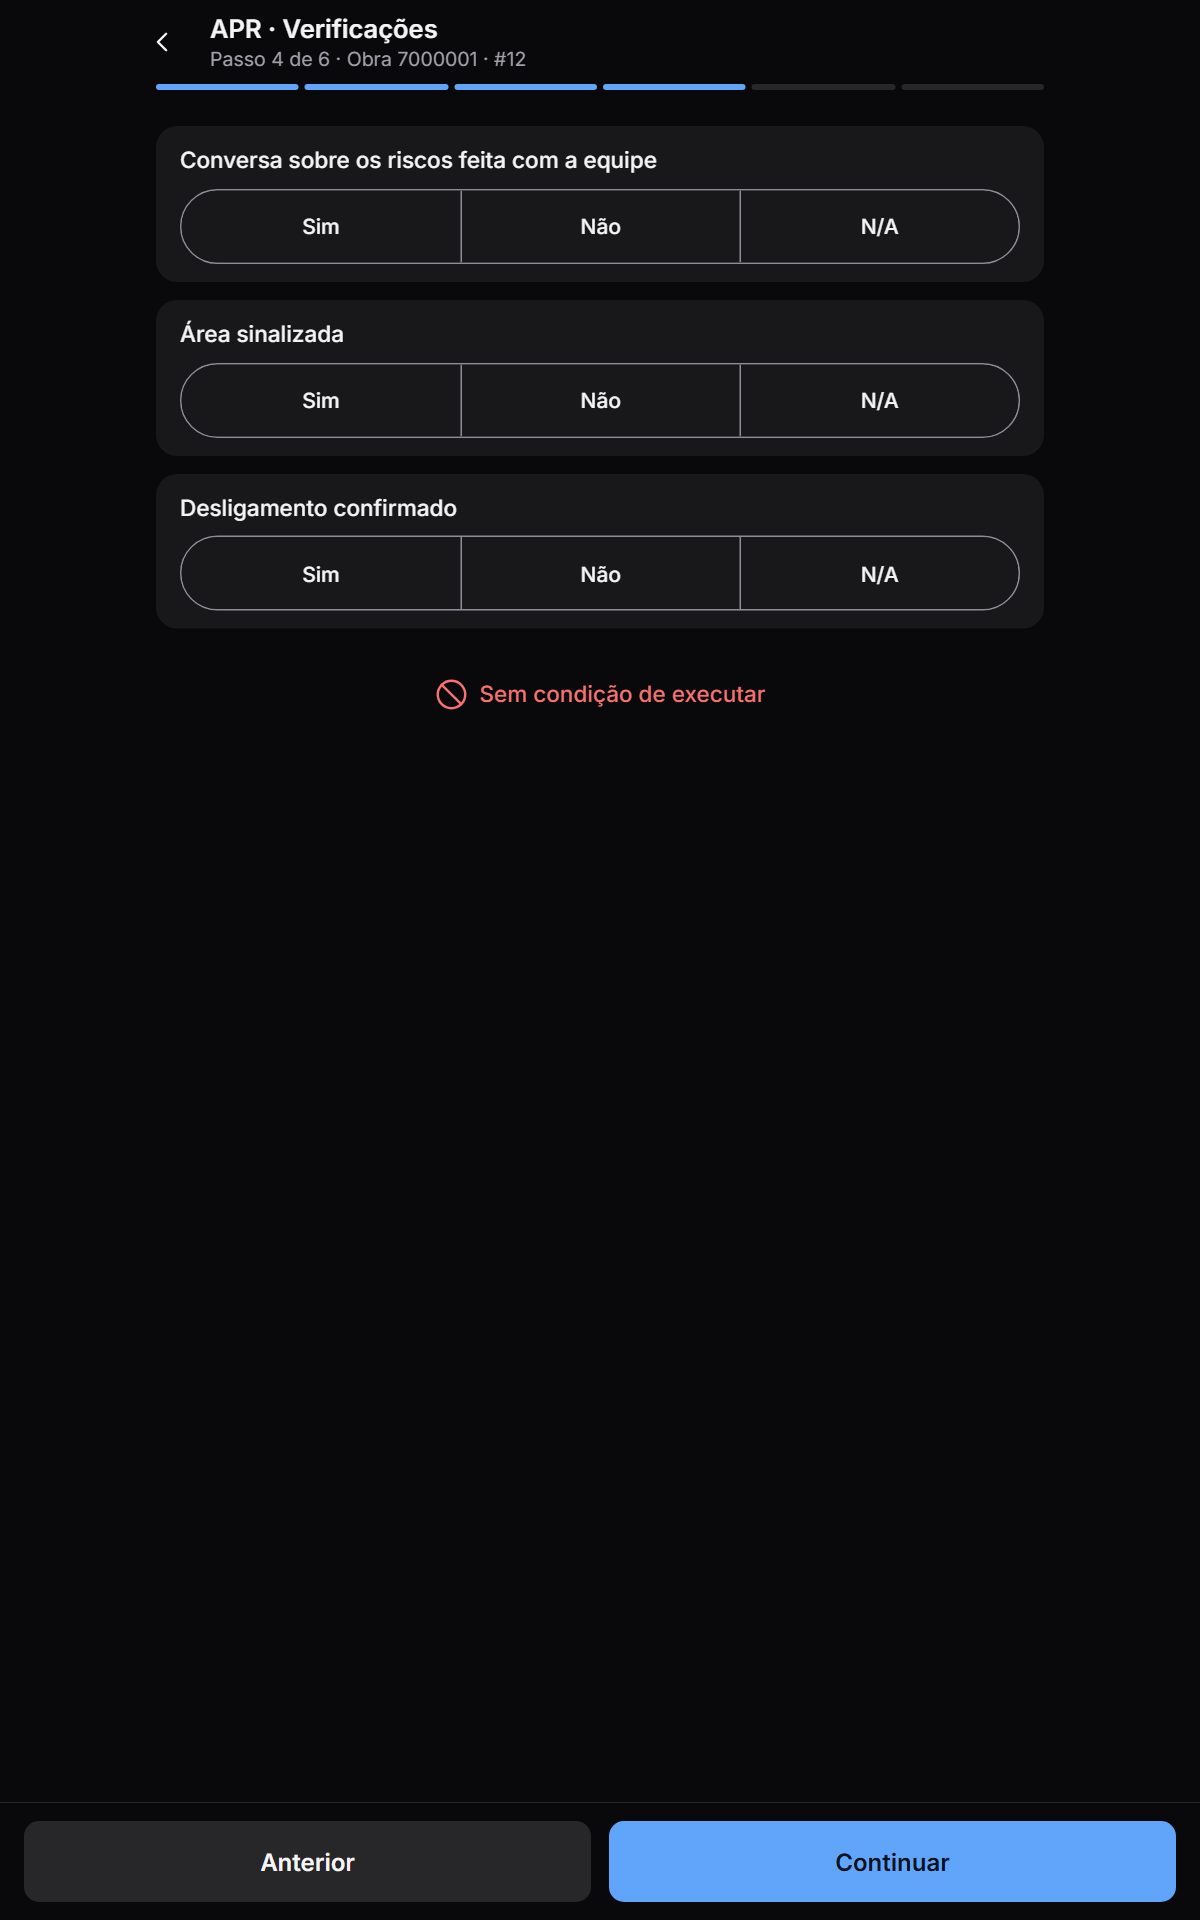 APR · Verificações
Passo 4 de 6 · Obra 7000001 · #12
Conversa sobre os riscos feita com a equipe
Sim Não N/A
Área sinalizada
Sim Não N/A
Desligamento confirmado
Sim Não N/A
Sem condição de executar
Anterior Continuar